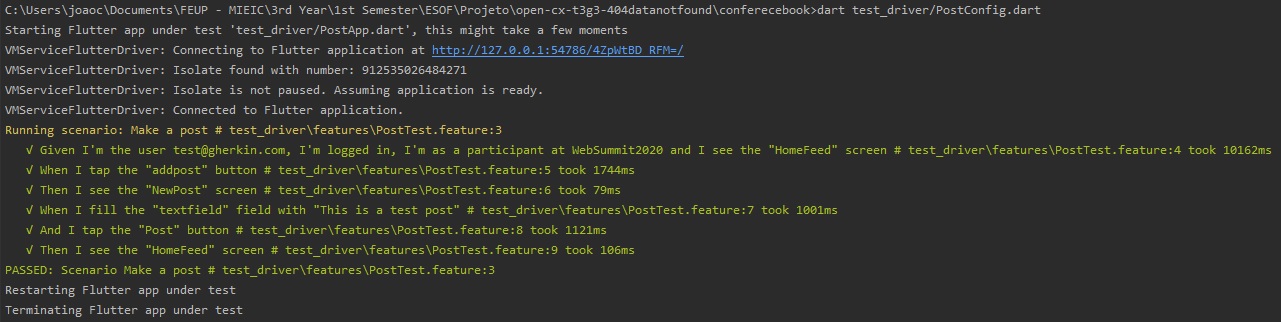 C:\Users\joaoc\Documents\FEUP - MIEIC\3rd Year\1st Semester\ESOF\Projeto\open-cx-t3g3-404datanotfound\conferecebook>dart test_driver/PostConfig.dart
Starting Flutter app under test 'test_driver/PostApp.dart', this might take a few moments
VMServiceFlutterDriver: Connecting to Flutter application at http://127.0.0.1:54786/4ZpWtBD_RFM=/
VMServiceFlutterDriver: Isolate found with number: 912535026484271
VMServiceFlutterDriver: Isolate is not paused. Assuming application is ready.
VMServiceFlutterDriver: Connected to Flutter application.
Running scenario: Make a post # test_driver\features\PostTest.feature:3
√ Given I'm the user test@gherkin.com, I'm logged in, I'm as a participant at WebSummit2020 and I see the "HomeFeed" screen # test_driver\features\PostTest.feature:4 took 10162ms
√ When I tap the "addpost" button # test_driver\features\PostTest.feature:5 took 1744ms
√ Then I see the "NewPost" screen # test_driver\features\PostTest.feature:6 took 79ms
√ When I fill the "textfield" field with "This is a test post" # test_driver\features\PostTest.feature:7 took 1001ms
√ And I tap the "Post" button # test_driver\features\PostTest.feature:8 took 1121ms
√ Then I see the "HomeFeed" screen # test_driver\features\PostTest.feature:9 took 106ms
PASSED: Scenario Make a post # test_driver\features\PostTest.feature:3
Restarting Flutter app under test
Terminating Flutter app under test